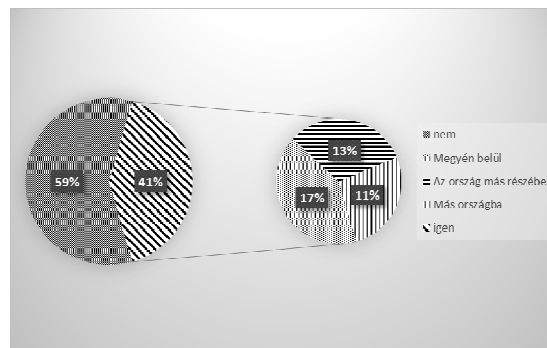 59%
41%
13%
17%
11%
nem
Megyén belül
Az ország más részébe
Más országba
igen